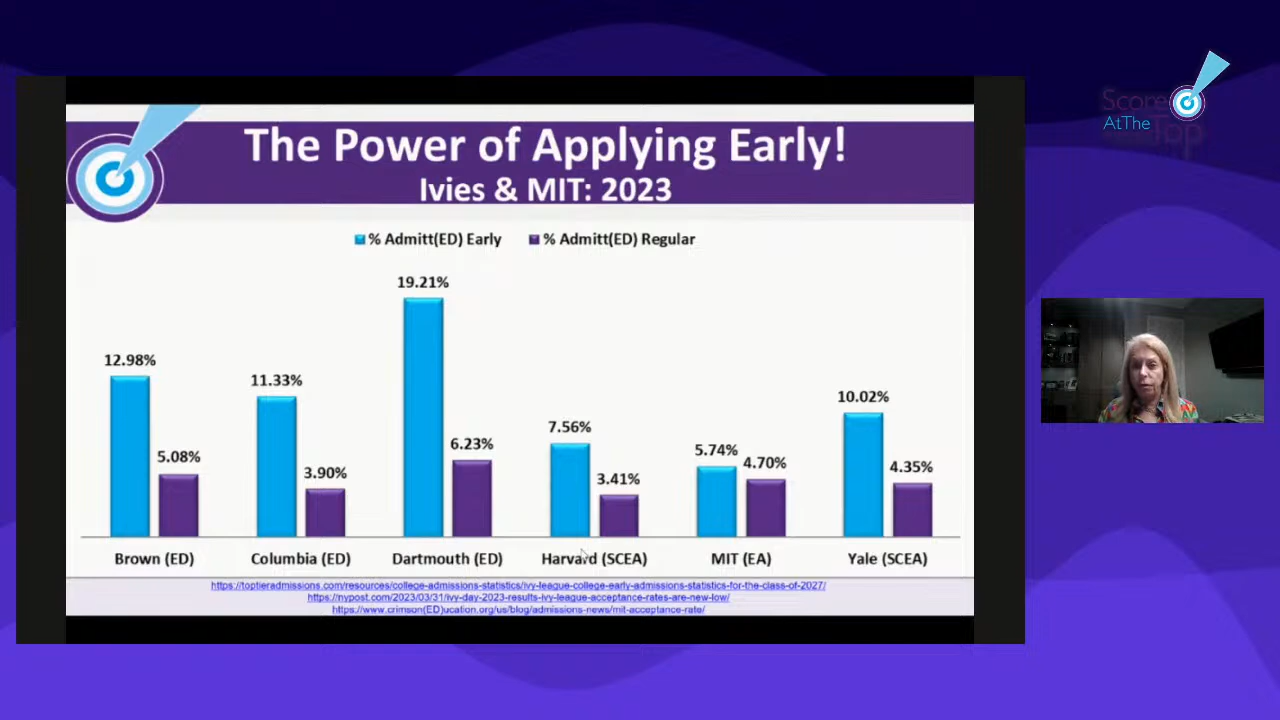 The Power of Applying Early!
Ivies & MIT: 2023
% Admitt(ED) Early % Admitt(ED) Regular
12.98%
5.08%
11.33%
3.90%
19.21%
6.23%
7.56%
3.41%
5.74%
4.70%
10.02%
4.35%
Brown (ED) Columbia (ED) Dartmouth (ED) Harvard (SCEA) MIT (EA) Yale (SCEA)
https://toptieradmissions.com/resources/college-admissions-statistics/ivy-league-college-early-admissions-statistics-for-the-class-of-2027/
https://nypost.com/2023/03/31/ivy-day-2023-results-ivy-league-acceptance-rates-are-new-low/
https://www.crimson(ED)ucation.org/us/blog/admissions-news/mit-acceptance-rate/
Score
AtThe
Top